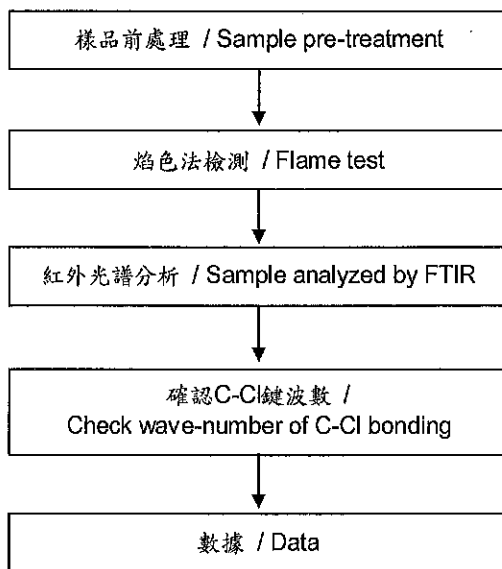 樣品前處理 / Sample pre-treatment
焰色法檢測 / Flame test
紅外光譜分析 / Sample analyzed by FTIR
確認C-Cl鍵波數 /
Check wave-number of C-Cl bonding
數據 / Data